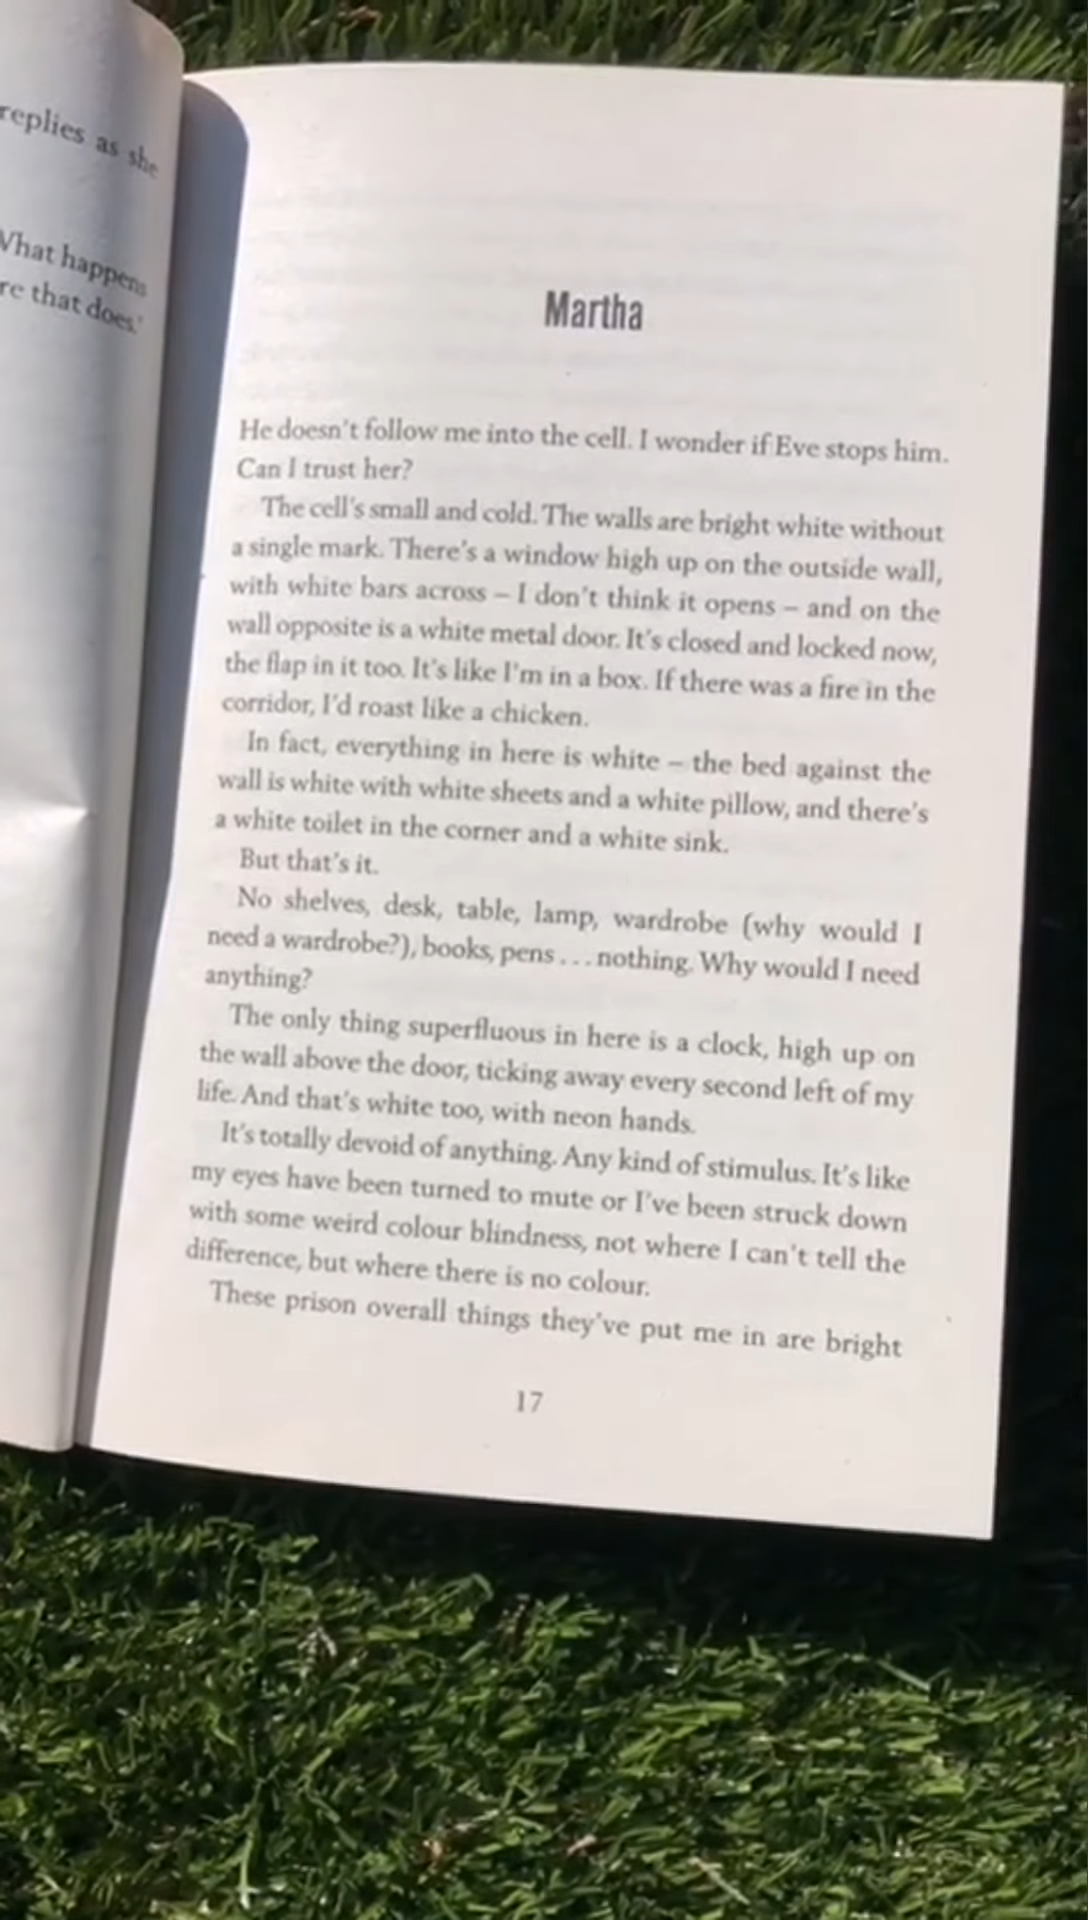 replies as she
What happens
re that does.'
Martha
He doesn't follow me into the cell. I wonder if Eve stops him.
Can I trust her?
The cell's small and cold. The walls are bright white without
a single mark. There's a window high up on the outside wall,
with white bars across – I don't think it opens – and on the
wall opposite is a white metal door. It's closed and locked now,
the flap in it too. It's like I'm in a box. If there was a fire in the
corridor, I'd roast like a chicken.
In fact, everything in here is white – the bed against the
wall is white with white sheets and a white pillow, and there's
a white toilet in the corner and a white sink.
But that's it.
No shelves, desk, table, lamp, wardrobe (why would I
need a wardrobe?), books, pens . . . nothing. Why would I need
anything?
The only thing superfluous in here is a clock, high up on
the wall above the door, ticking away every second left of my
life. And that's white too, with neon hands.
It's totally devoid of anything. Any kind of stimulus. It's like
my eyes have been turned to mute or I've been struck down
with some weird colour blindness, not where I can't tell the
difference, but where there is no colour.
These prison overall things they've put me in are bright
17